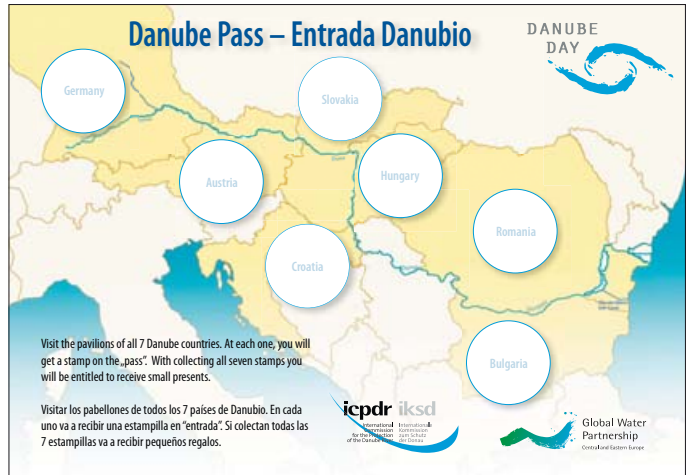 Danube Pass – Entrada Danubio
DANUBE
DAY
Germany
Slovakia
Austria
Hungary
Romania
Croatia
Bulgaria
Visit the pavilions of all 7 Danube countries. At each one, you will
get a stamp on the „pass”. With collecting all seven stamps you
will be entitled to receive small presents.
Visitar los pabellones de todos los 7 países de Danubio. En cada
uno va a recibir una estampilla en “entrada”. Si colectan todas las
7 estampillas va a recibir pequeños regalos.
icpdr iksd
International Internationale
Commission Kommission
for the Protection zum Schutz
of the Danube River der Donau
Global Water
Partnership
Central and Eastern Europe